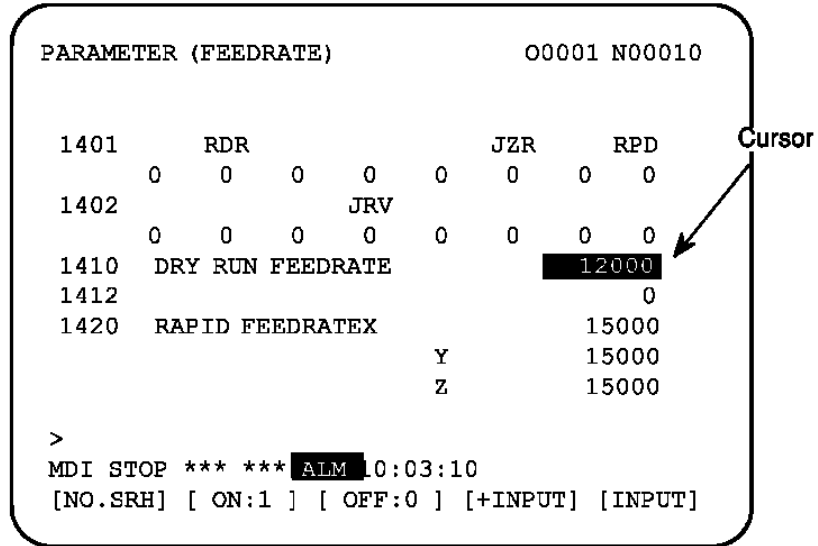 PARAMETER (FEEDRATE) O0001 N00010
1401 RDR JZR RPD
Cursor
0 0 0 0 0 0 0 0
1402 JRV
0 0 0 0 0 0 0 0
1410 DRY RUN FEEDRATE 12000
1412 0
1420 RAPID FEEDRATEX 15000
Y 15000
Z 15000
>
MDI STOP *** *** ALM 10:03:10
[NO.SRH] [ ON:1 ] [ OFF:0 ] [+INPUT] [INPUT]